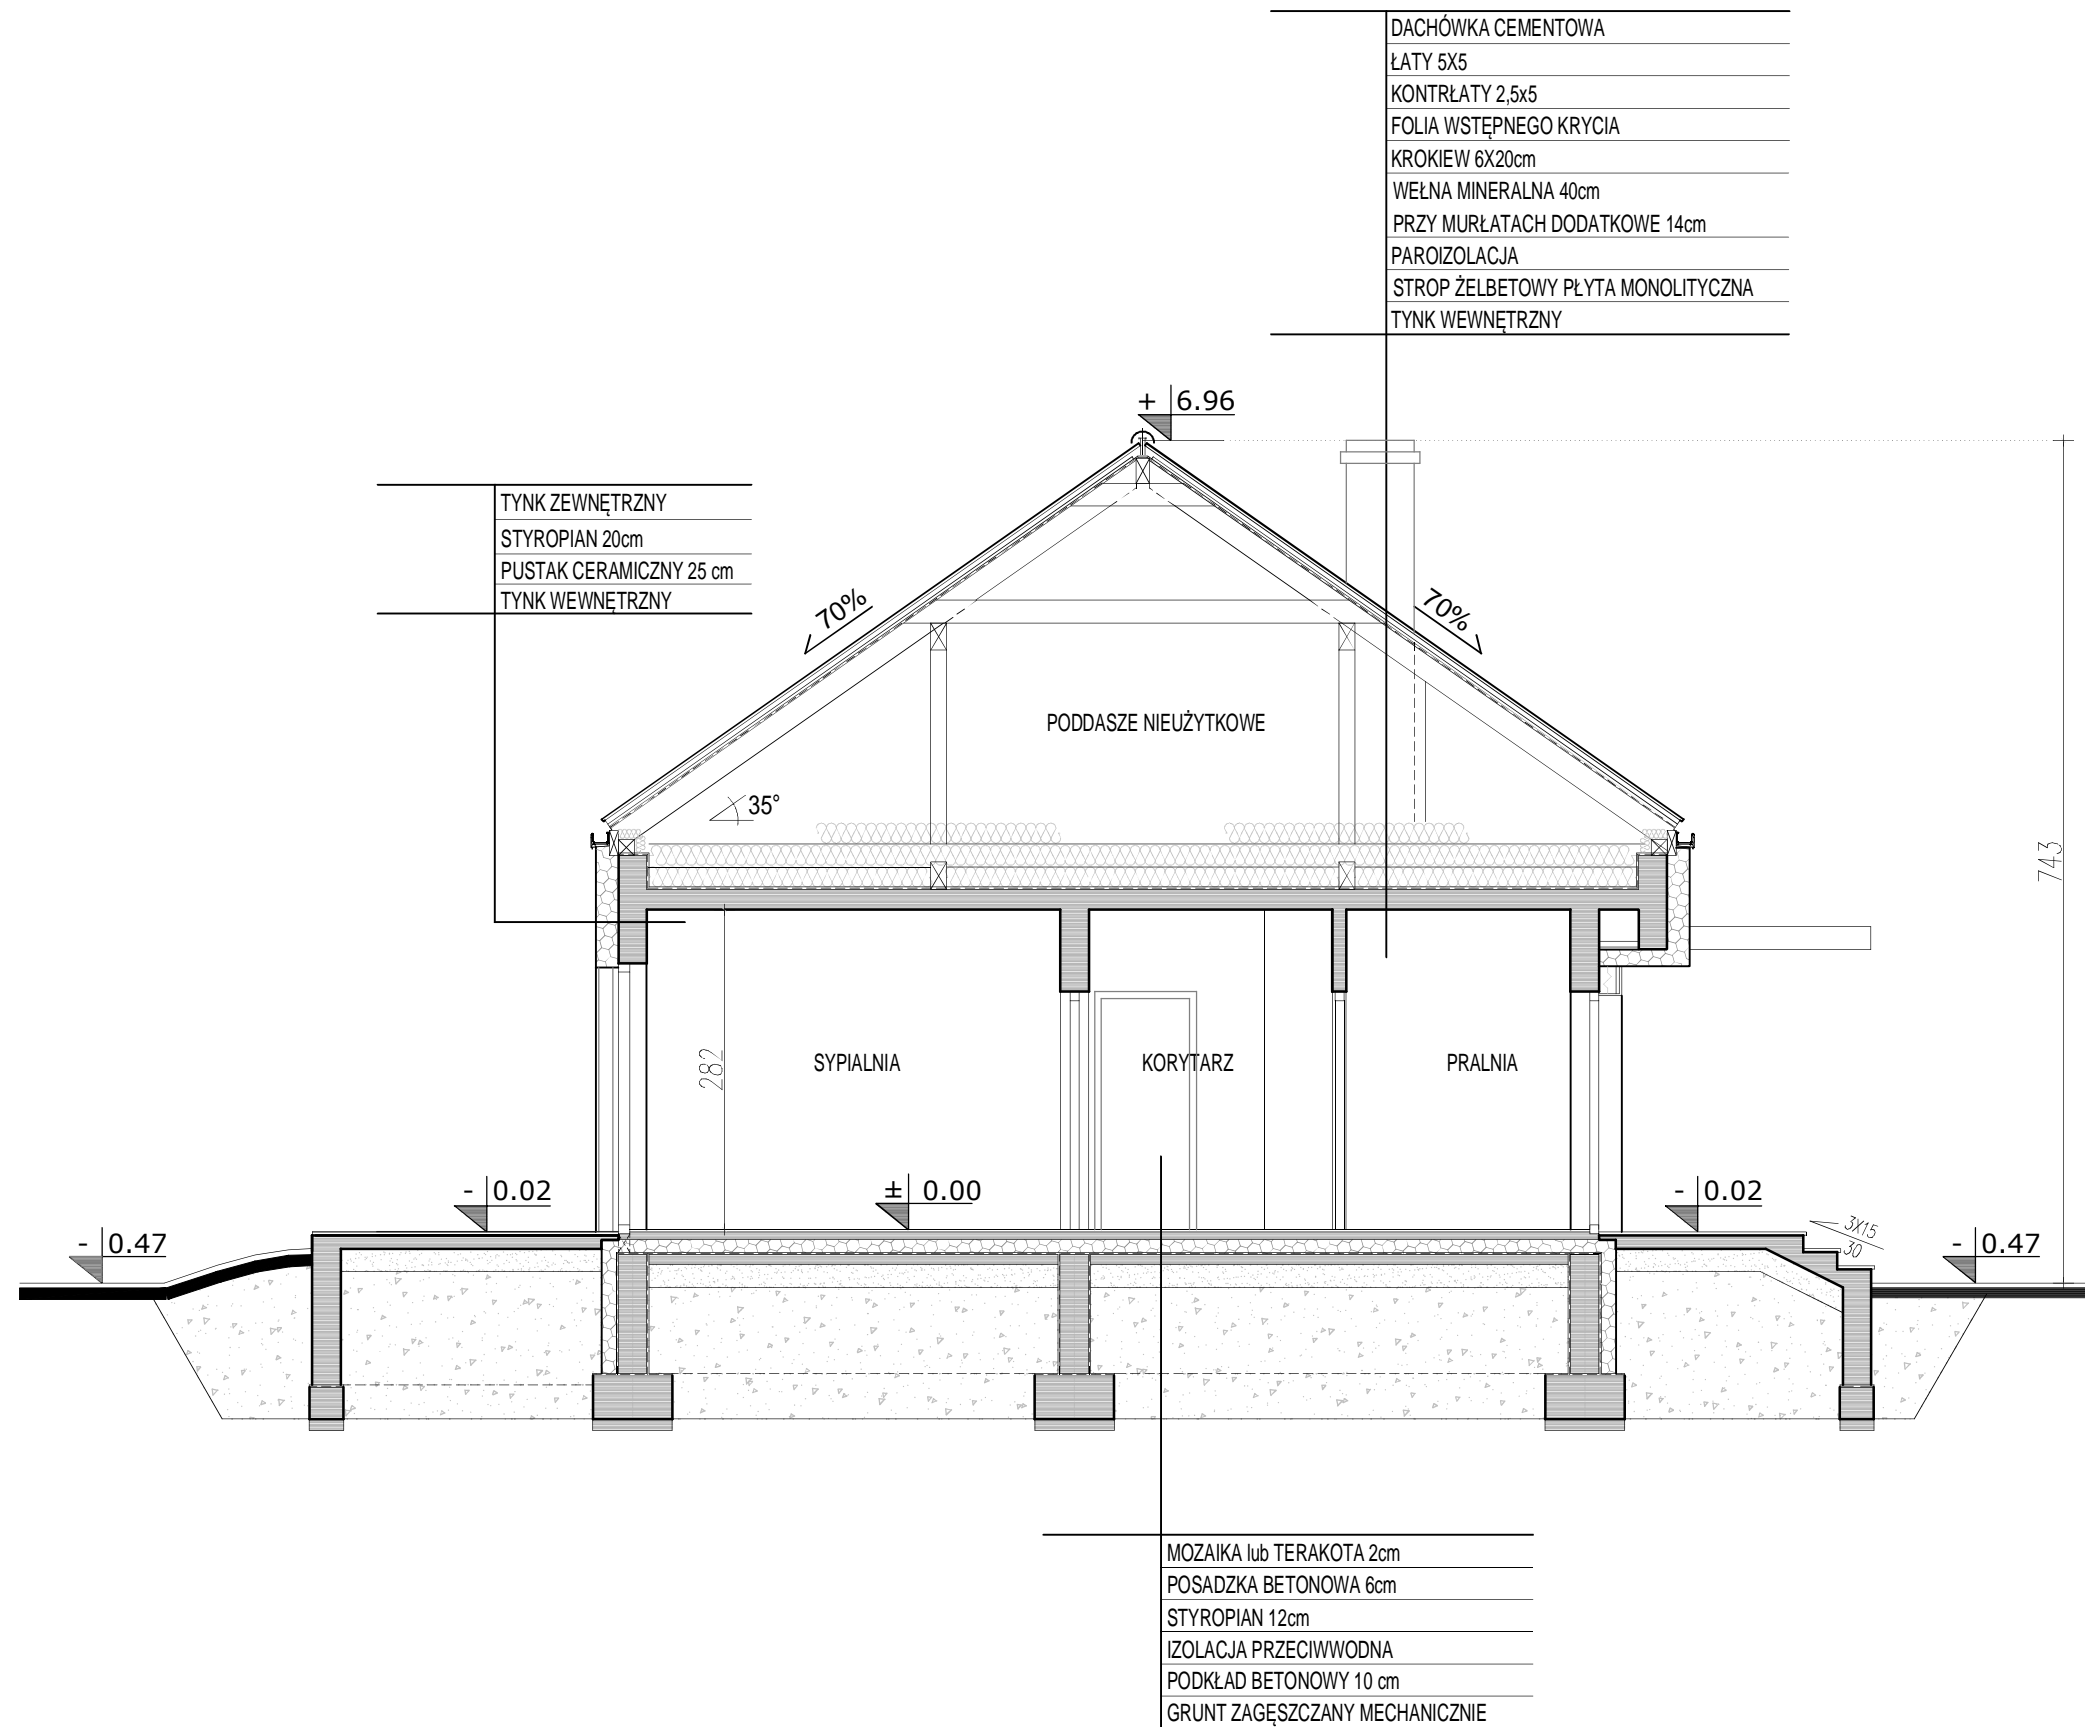 DACHÓWKA CEMENTOWA
ŁATY 5X5
KONTRŁATY 2,5x5
FOLIA WSTĘPNEGO KRYCIA
KROKIEW 6X20cm
WEŁNA MINERALNA 40cm
PRZY MURŁATACH DODATKOWE 14cm
PAROIZOLACJA
STROP ŻELBETOWY PŁYTA MONOLITYCZNA
TYNK WEWNĘTRZNY
+ 6.96
TYNK ZEWNĘTRZNY
STYROPIAN 20cm
PUSTAK CERAMICZNY 25 cm
TYNK WEWNĘTRZNY
70%
70%
PODDASZE NIEUŻYTKOWE
35°
743
282
SYPIALNIA
KORYTARZ
PRALNIA
- 0.02
± 0.00
- 0.02
- 0.47
3X15
30
- 0.47
MOZAIKA lub TERAKOTA 2cm
POSADZKA BETONOWA 6cm
STYROPIAN 12cm
IZOLACJA PRZECIWWODNA
PODKŁAD BETONOWY 10 cm
GRUNT ZAGĘSZCZANY MECHANICZNIE